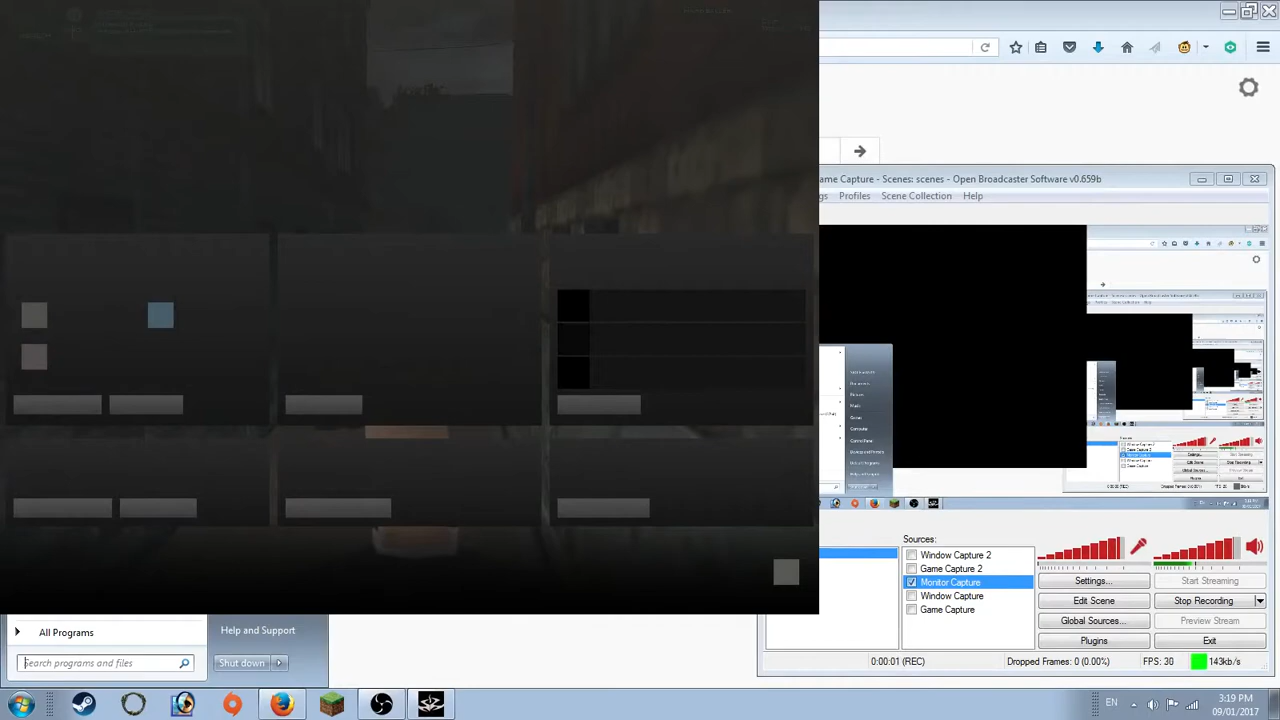 ame Capture - Scenes: scenes - Open Broadcaster Software v0.659b
gs Profiles Scene Collection Help
Sources:
Window Capture 2
Game Capture 2
Monitor Capture
Window Capture
Game Capture
Settings...
Start Streaming
Edit Scene
Stop Recording
Global Sources...
Preview Stream
Plugins
Exit
0:00:01 (REC)
Dropped Frames: 0 (0.00%)
FPS: 30
143kb/s
All Programs
Help and Support
Search programs and files
Shut down
EN
3:19 PM
09/01/2017